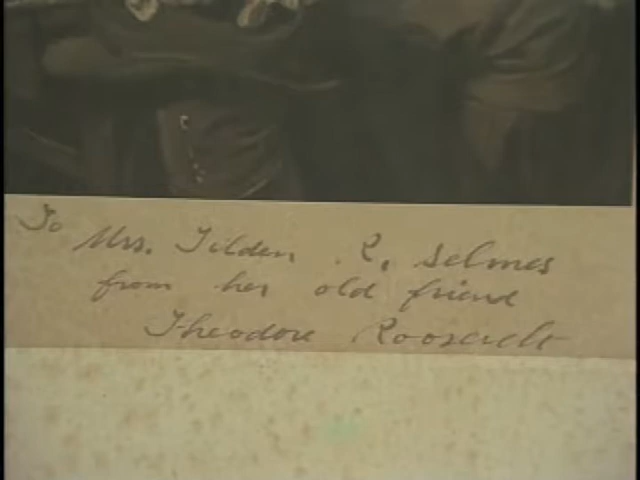 To Mrs. Tilden R. Selmes
from her old friend
Theodore Roosevelt